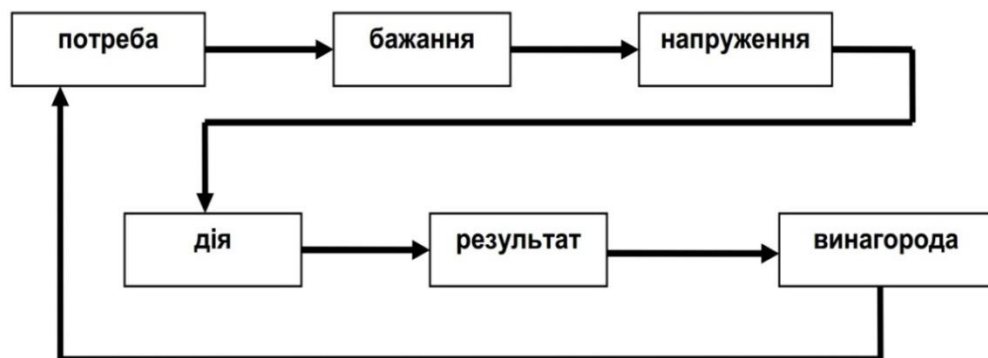 потреба
бажання
напруження
дія
результат
винагорода